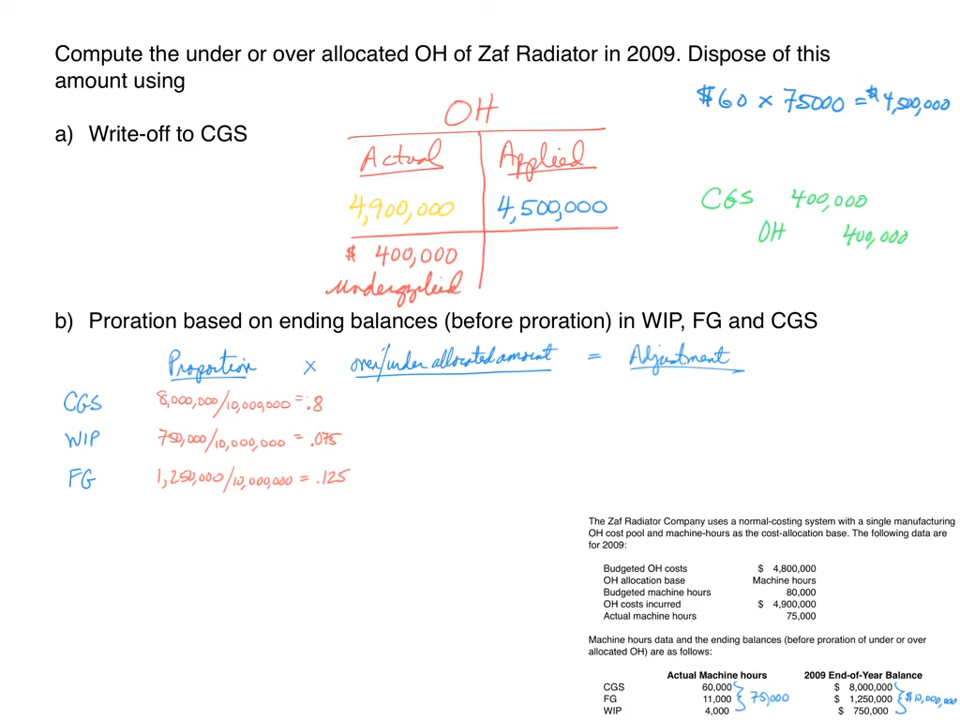 Compute the under or over allocated OH of Zaf Radiator in 2009. Dispose of this
amount using
$60 x 75000 = $4,500,000
OH
a) Write-off to CGS
Actual Applied
4,900,000 4,500,000
CGS 400,000
OH 400,000
$ 400,000
underapplied
b) Proration based on ending balances (before proration) in WIP, FG and CGS
Proportion x over/under allocated amount = Adjustment
CGS 8,000,000/10,000,000 = .8
WIP 750,000/10,000,000 = .075
FG 1,250,000/10,000,000 = .125
The Zaf Radiator Company uses a normal-costing system with a single manufacturing
OH cost pool and machine-hours as the cost-allocation base. The following data are
for 2009:
Budgeted OH costs $ 4,800,000
OH allocation base Machine hours
Budgeted machine hours 80,000
OH costs incurred $ 4,900,000
Actual machine hours 75,000
Machine hours data and the ending balances (before proration of under or over
allocated OH) are as follows:
Actual Machine hours 2009 End-of-Year Balance
CGS 60,000 $ 8,000,000
FG 11,000 75,000 $ 1,250,000 $10,000,000
WIP 4,000 $ 750,000